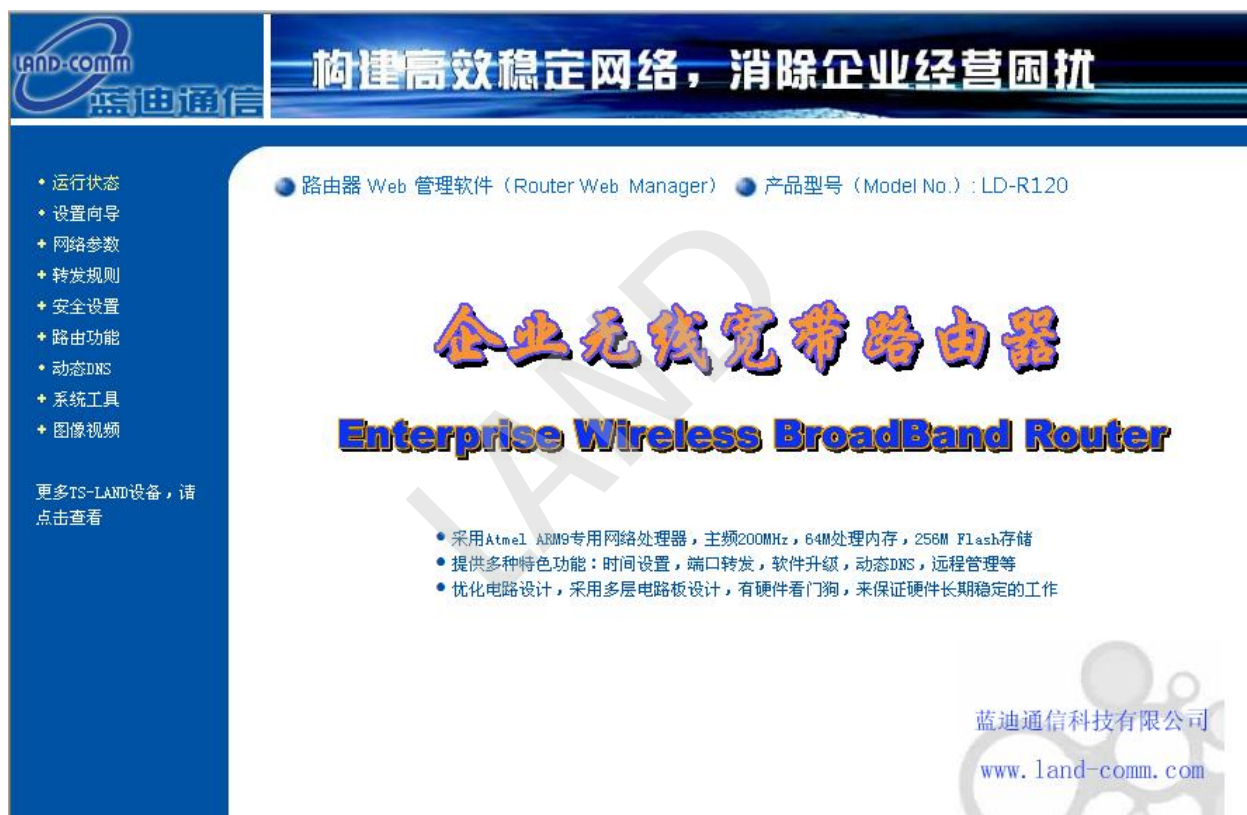 LAND-COMM
蓝迪通信
构建高效稳定网络，消除企业经营困扰
运行状态
设置向导
网络参数
转发规则
安全设置
路由功能
动态DNS
系统工具
图像视频
更多TS-LAND设备，请
点击查看
路由器 Web 管理软件（Router Web Manager） 产品型号（Model No.）: LD-R120
企业无线宽带路由器
Enterprise Wireless BroadBand Router
采用Atmel ARM9专用网络处理器，主频200MHz，64M处理内存，256M Flash存储
提供多种特色功能：时间设置，端口转发，软件升级，动态DNS，远程管理等
优化电路设计，采用多层电路板设计，有硬件看门狗，来保证硬件长期稳定的工作
LAND
蓝迪通信科技有限公司
www.land-comm.com